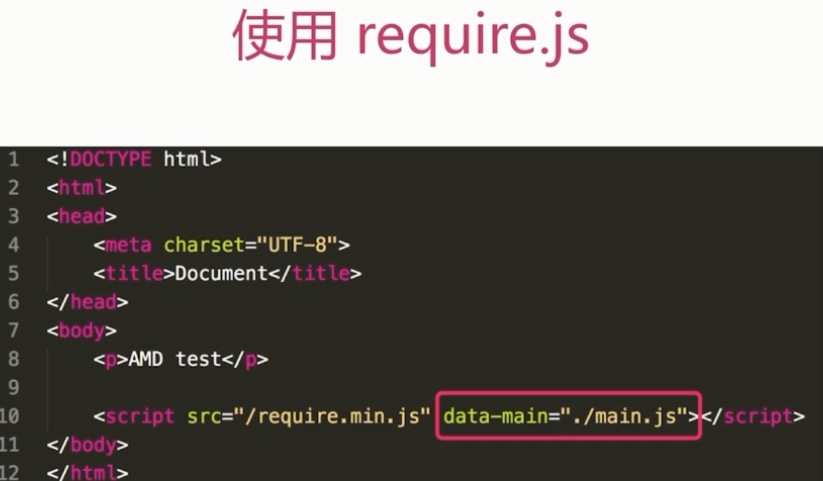 使用 require.js
1 <!DOCTYPE html>
2 <html>
3 <head>
4     <meta charset="UTF-8">
5     <title>Document</title>
6 </head>
7 <body>
8     <p>AMD test</p>
9
10     <script src="/require.min.js" data-main="./main.js"></script>
11 </body>
12 </html>